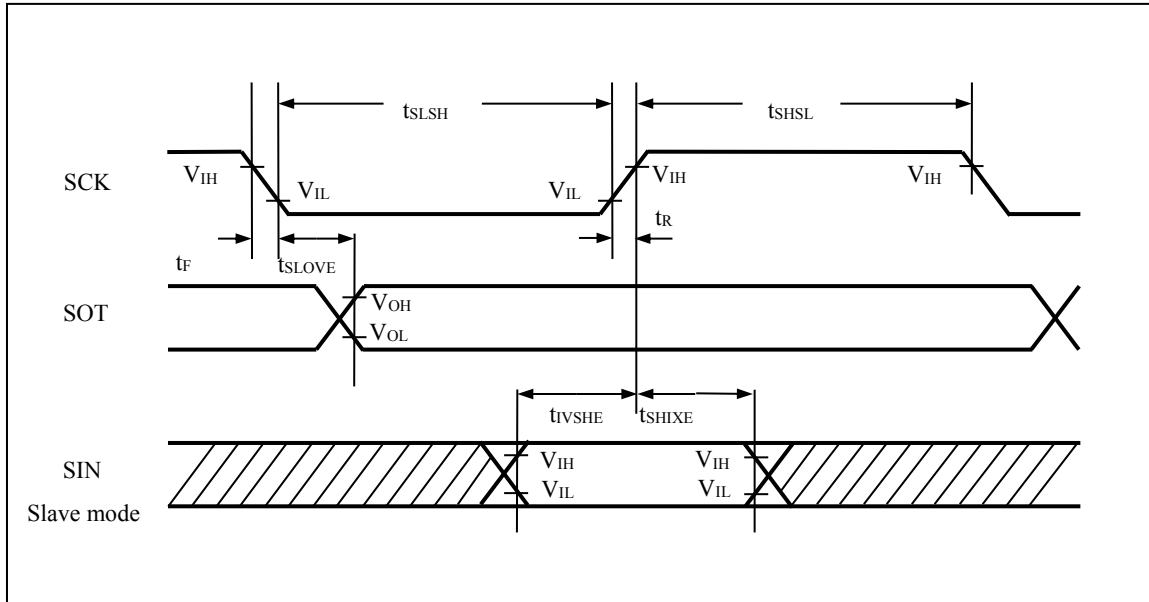 tSLSH
tSHSL
SCK
VIH
VIL
VIL
VIH
VIH
tR
tF
tSLOVE
SOT
VOH
VOL
tIVSHE
tSHIXE
SIN
VIH
VIH
VIL
VIL
Slave mode